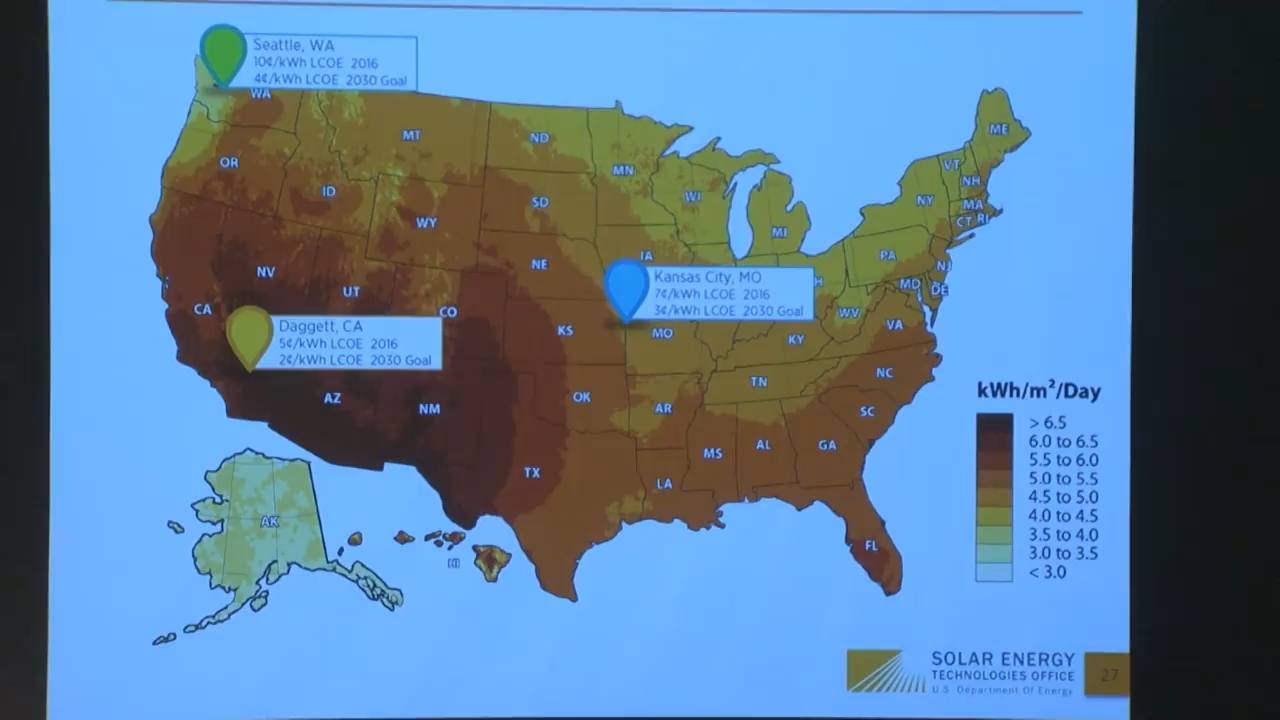 Seattle, WA
10¢/kWh LCOE 2016
4¢/kWh LCOE 2030 Goal
WA
MT
ND
ME
OR
MN
VT
ID
SD
WI
NH
NY
MA
WY
MI
CT RI
IA
PA
NV
NE
NJ
UT
Kansas City, MO
7¢/kWh LCOE 2016
3¢/kWh LCOE 2030 Goal
H
MD
DE
CA
CO
WV
Daggett, CA
5¢/kWh LCOE 2016
2¢/kWh LCOE 2030 Goal
KS
MO
KY
VA
TN
NC
AZ
NM
OK
AR
SC
MS
AL
GA
TX
LA
AK
HI
FL
kWh/m²/Day
> 6.5
6.0 to 6.5
5.5 to 6.0
5.0 to 5.5
4.5 to 5.0
4.0 to 4.5
3.5 to 4.0
3.0 to 3.5
< 3.0
SOLAR ENERGY
TECHNOLOGIES OFFICE
U.S. Department Of Energy
27